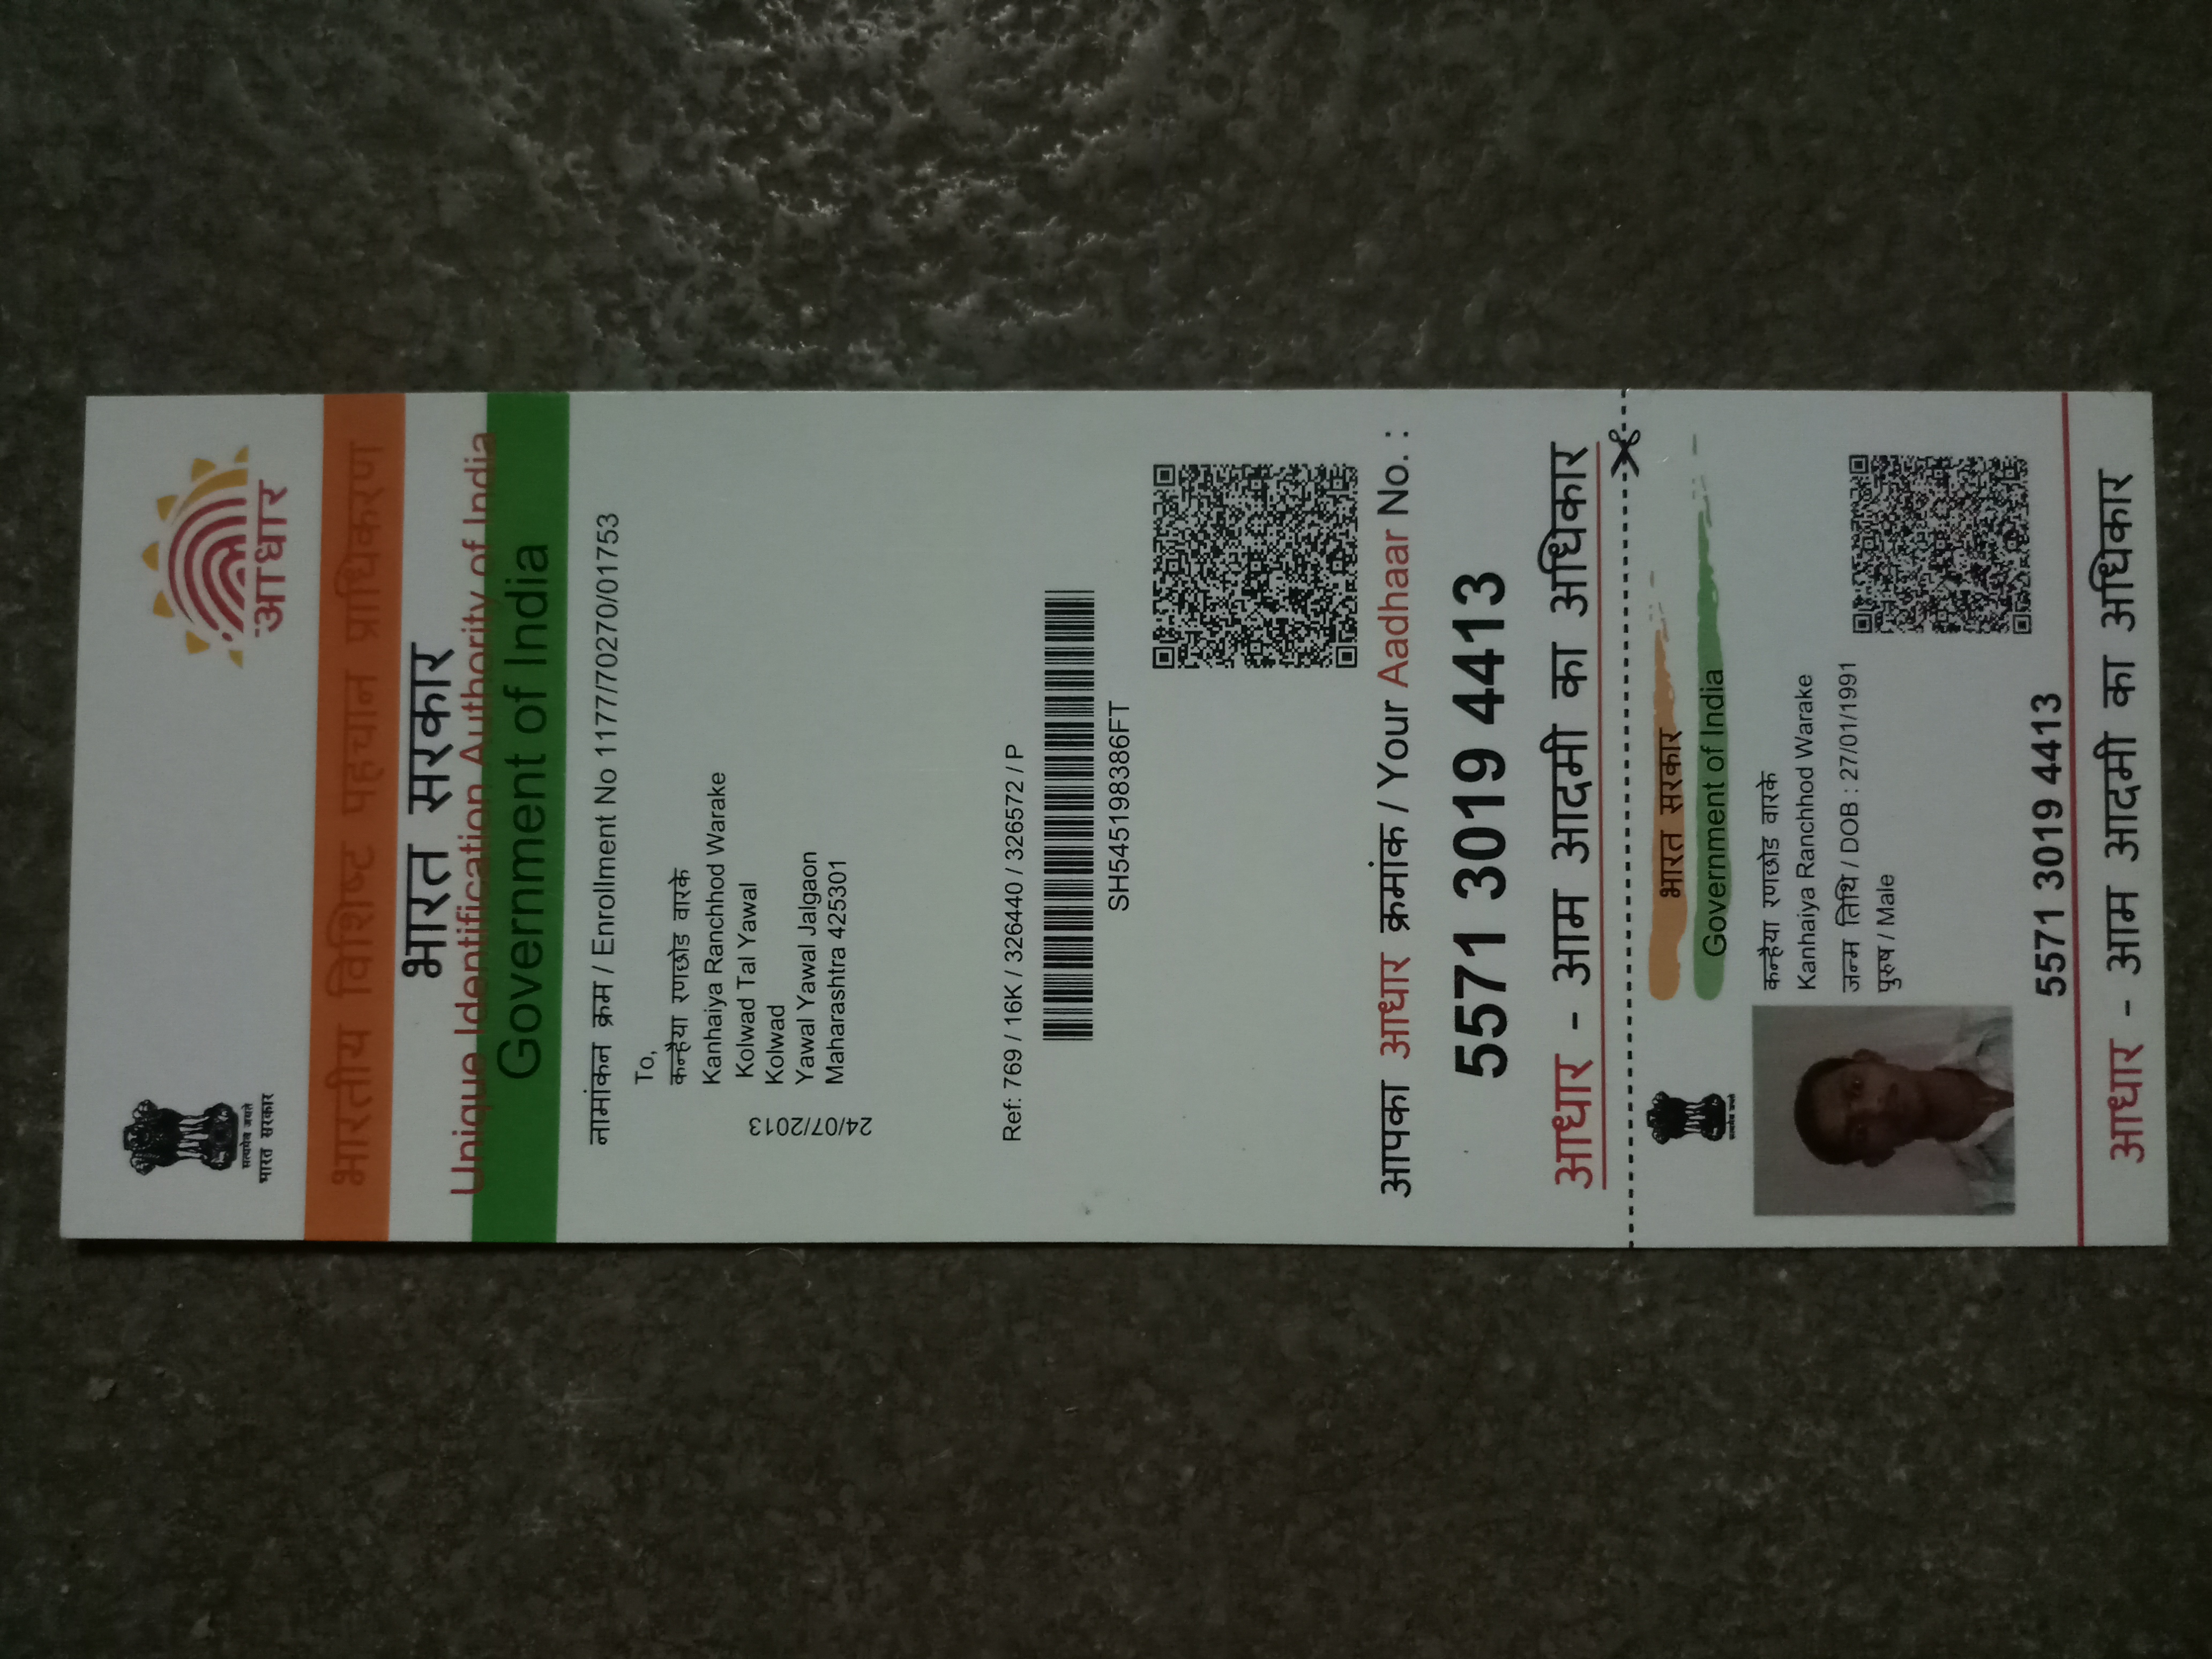 सत्यमेव जयते
भारत सरकार
आधार
भारतीय विशिष्ट पहचान प्राधिकरण
भारत सरकार
Unique Identification Authority of India
Government of India
नामांकन क्रम / Enrollment No 1177/70270/01753
To,
कन्हैया रणछोड वारके
Kanhaiya Ranchhod Warake
Kolwad Tal Yawal
Kolwad
Yawal Yawal Jalgaon
Maharashtra 425301
24/07/2013
Ref: 769 / 16K / 326440 / 326572 / P
SH545198386FT
आपका आधार क्रमांक / Your Aadhaar No. :
5571 3019 4413
आधार - आम आदमी का अधिकार
भारत सरकार
Government of India
कन्हैया रणछोड वारके
Kanhaiya Ranchhod Warake
जन्म तिथि / DOB : 27/01/1991
पुरुष / Male
5571 3019 4413
आधार - आम आदमी का अधिकार